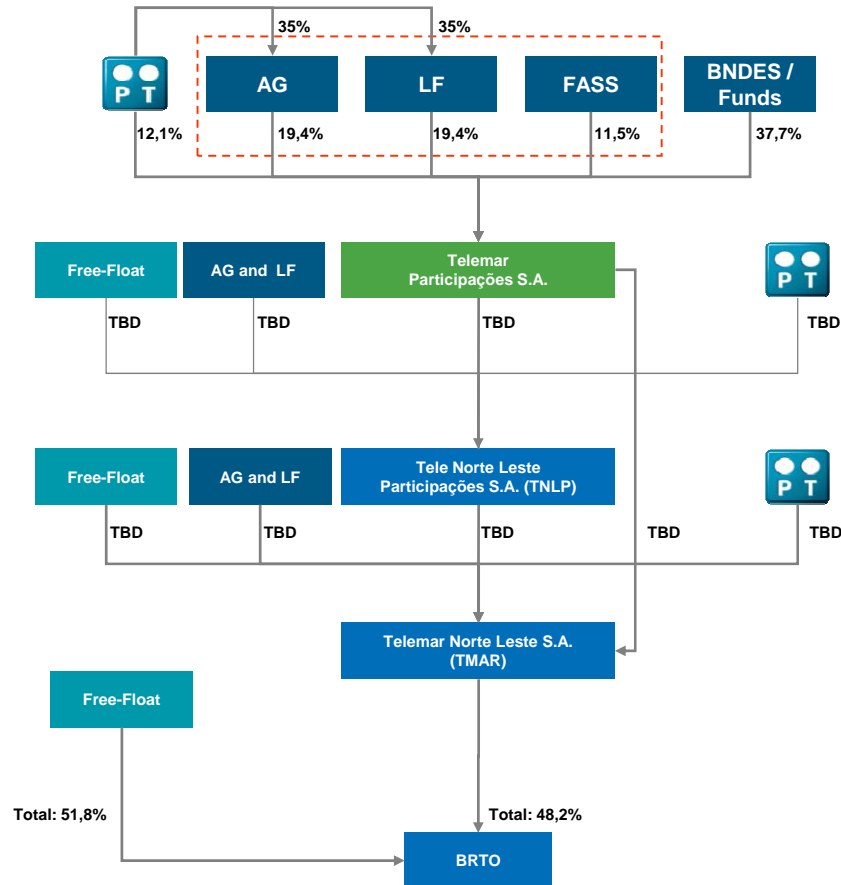 35%
35%
P T
AG
LF
FASS
BNDES /
Funds
12,1%
19,4%
19,4%
11,5%
37,7%
Free-Float
AG and LF
Telemar
Participações S.A.
P T
TBD
TBD
TBD
TBD
Free-Float
AG and LF
Tele Norte Leste
Participações S.A. (TNLP)
P T
TBD
TBD
TBD
TBD
TBD
Telemar Norte Leste S.A.
(TMAR)
Free-Float
Total: 51,8%
Total: 48,2%
BRTO